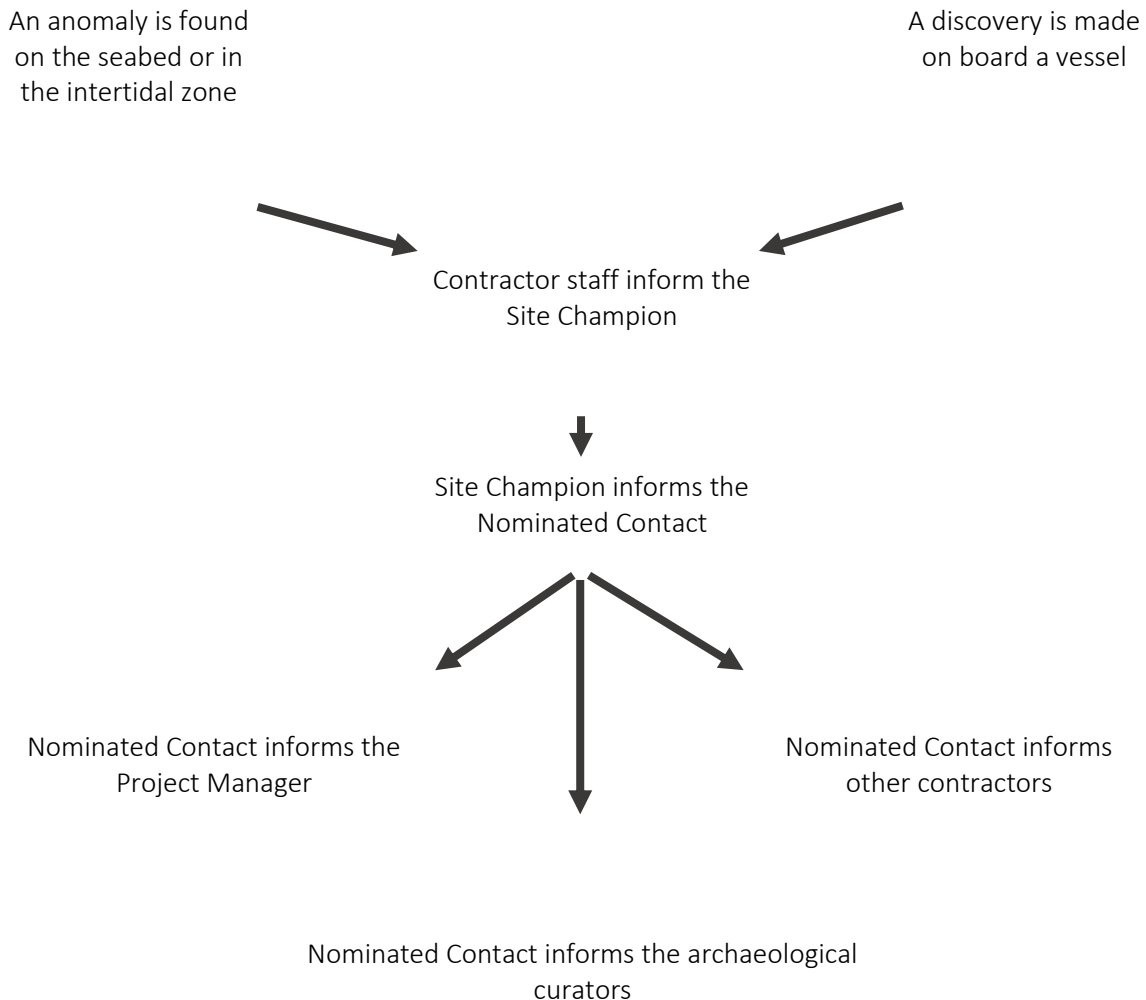 An anomaly is found
on the seabed or in
the intertidal zone
A discovery is made
on board a vessel
Contractor staff inform the
Site Champion
Site Champion informs the
Nominated Contact
Nominated Contact informs the
Project Manager
Nominated Contact informs
other contractors
Nominated Contact informs the archaeological
curators